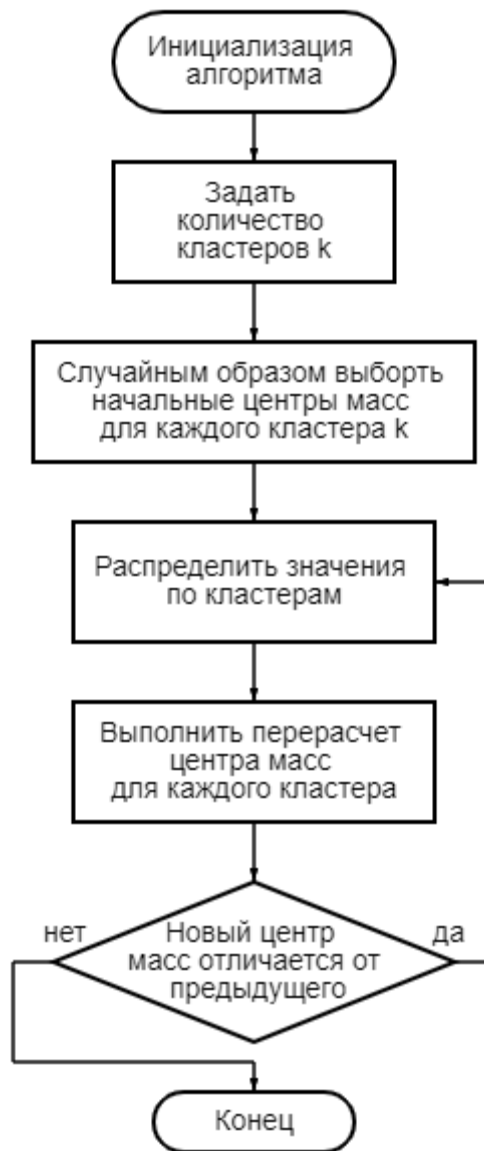 Инициализация
алгоритма
Задать
количество
кластеров k
Случайным образом выборть
начальные центры масс
для каждого кластера k
Распределить значения
по кластерам
Выполнить перерасчет
центра масс
для каждого кластера
нет
Новый центр
масс отличается от
предыдущего
да
Конец